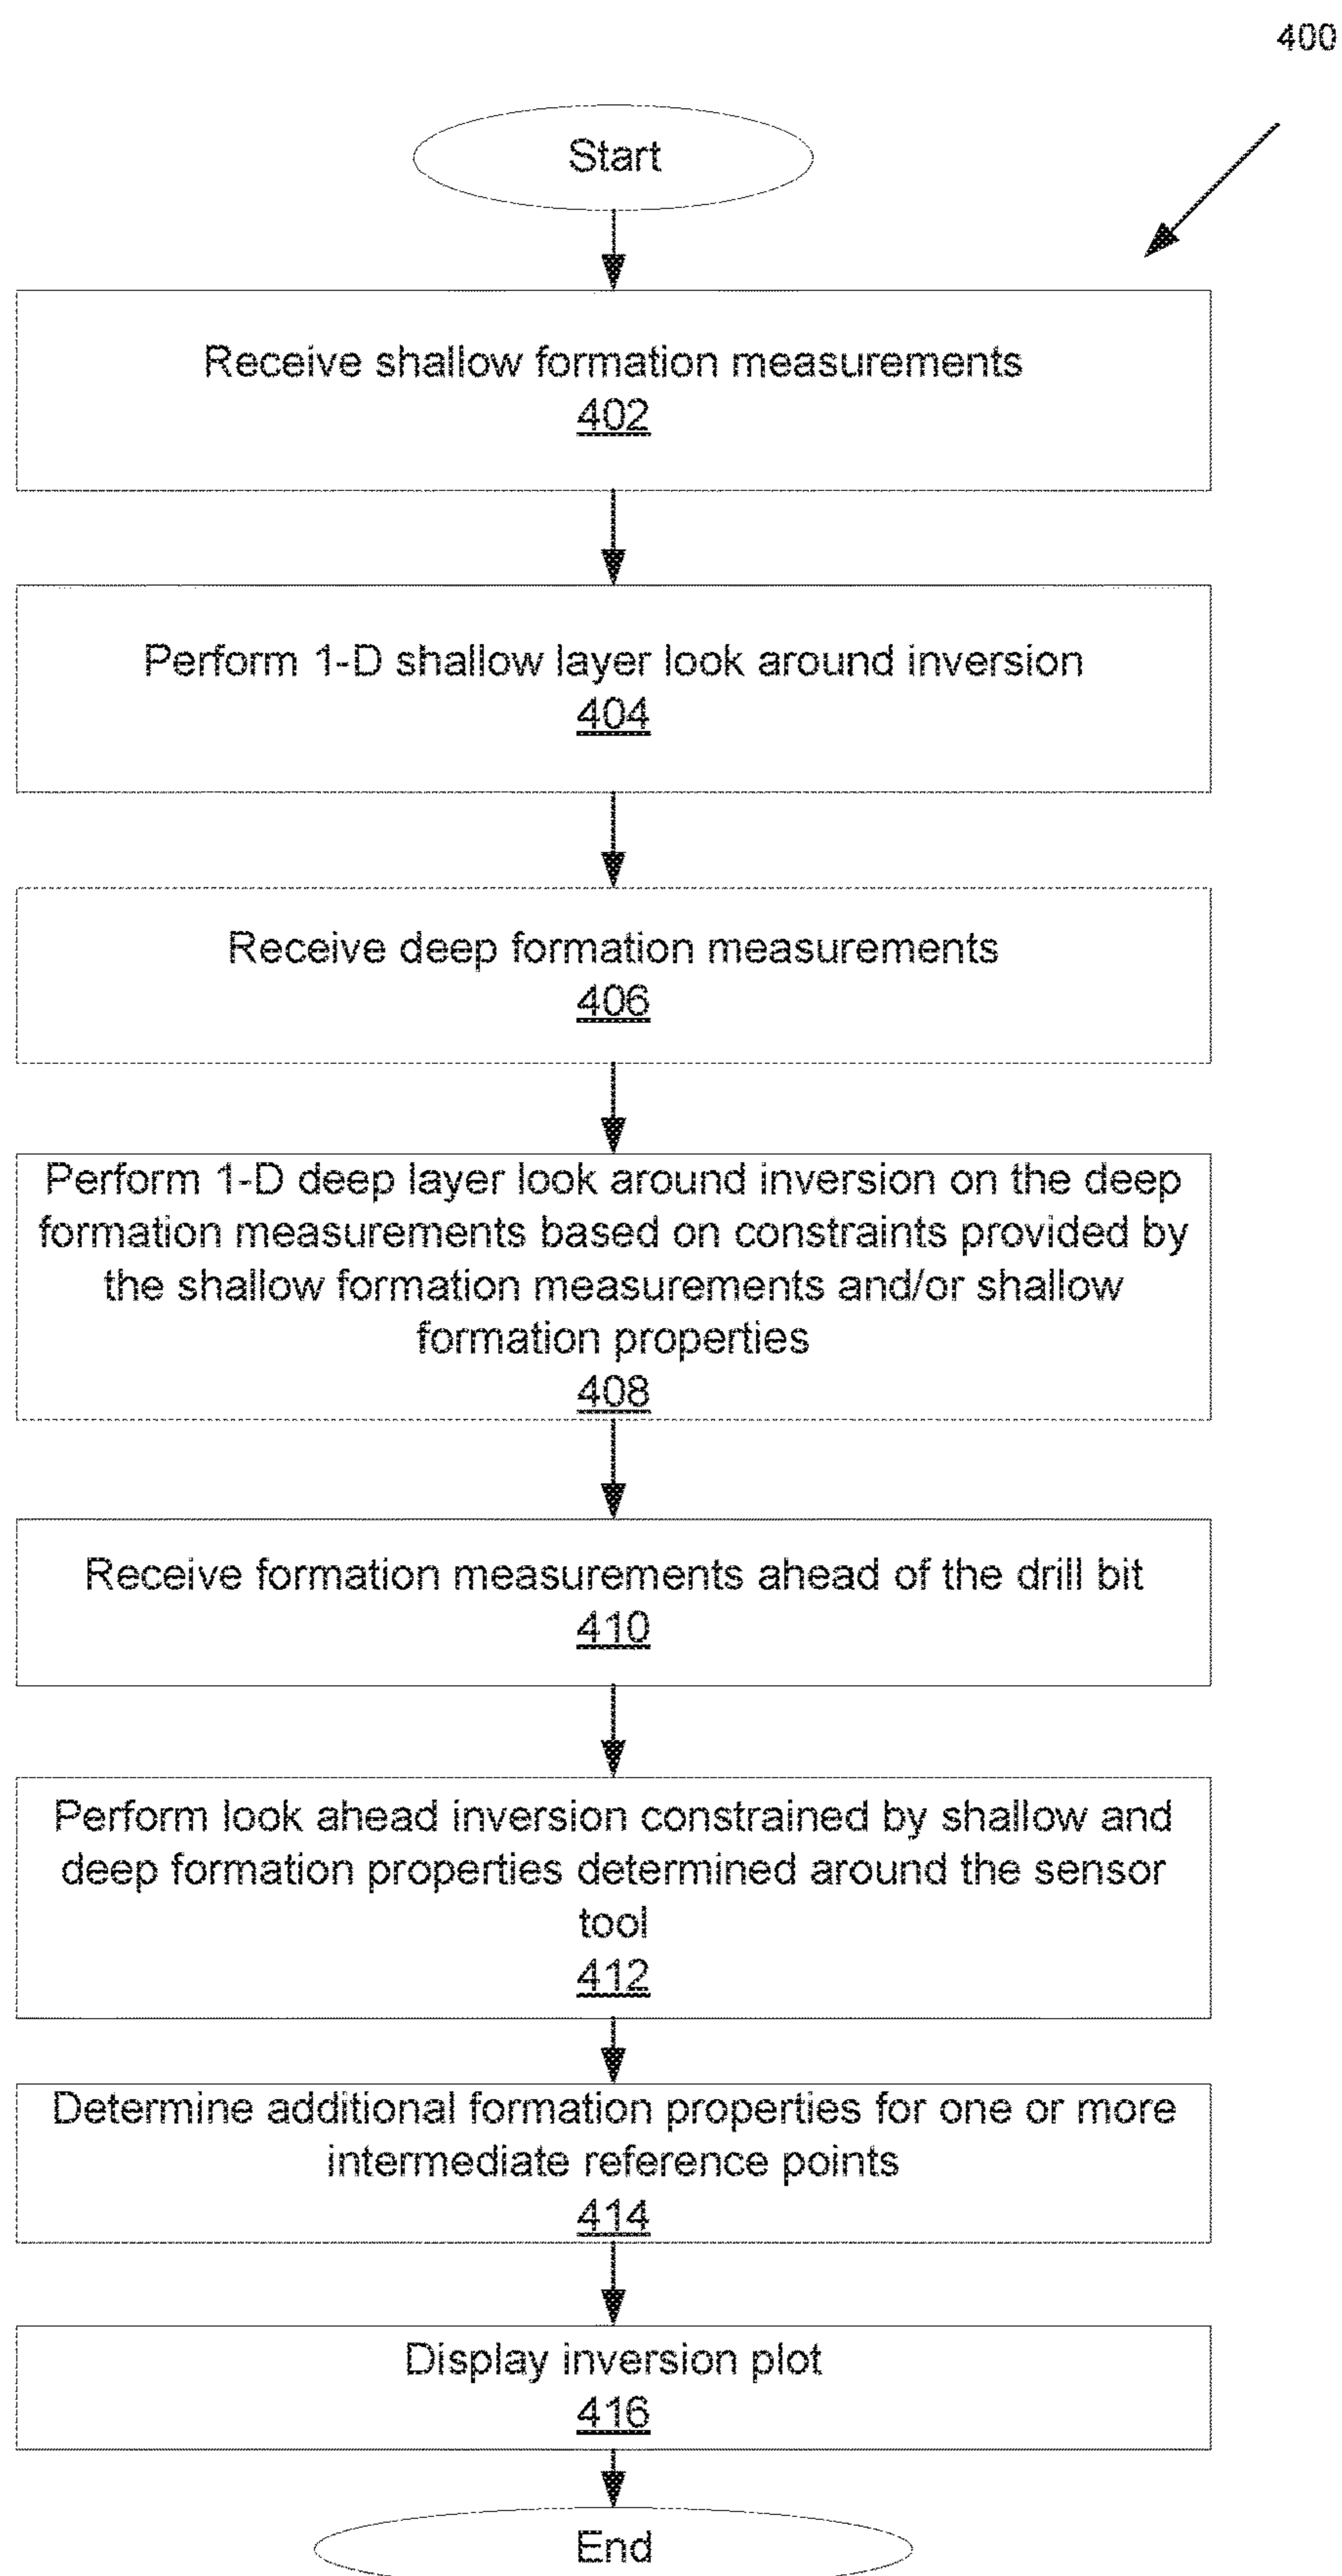 400
Start
Receive shallow formation measurements
402
Perform 1-D shallow layer look around inversion
404
Receive deep formation measurements
406
Perform 1-D deep layer look around inversion on the deep
formation measurements based on constraints provided by
the shallow formation measurements and/or shallow
formation properties
408
Receive formation measurements ahead of the drill bit
410
Perform look ahead inversion constrained by shallow and
deep formation properties determined around the sensor
tool
412
Determine additional formation properties for one or more
intermediate reference points
414
Display inversion plot
416
End